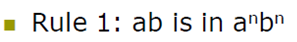 Rule 1: ab is in aⁿbⁿ